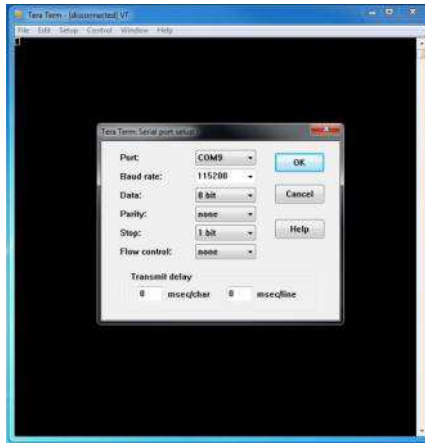 Tera Term - [disconnected] VT
File Edit Setup Control Window Help
Tera Term: Serial port setup
Port: COM9 OK
Baud rate: 115200
Data: 8 bit Cancel
Parity: none
Stop: 1 bit Help
Flow control: none
Transmit delay
0 msec/char 0 msec/line